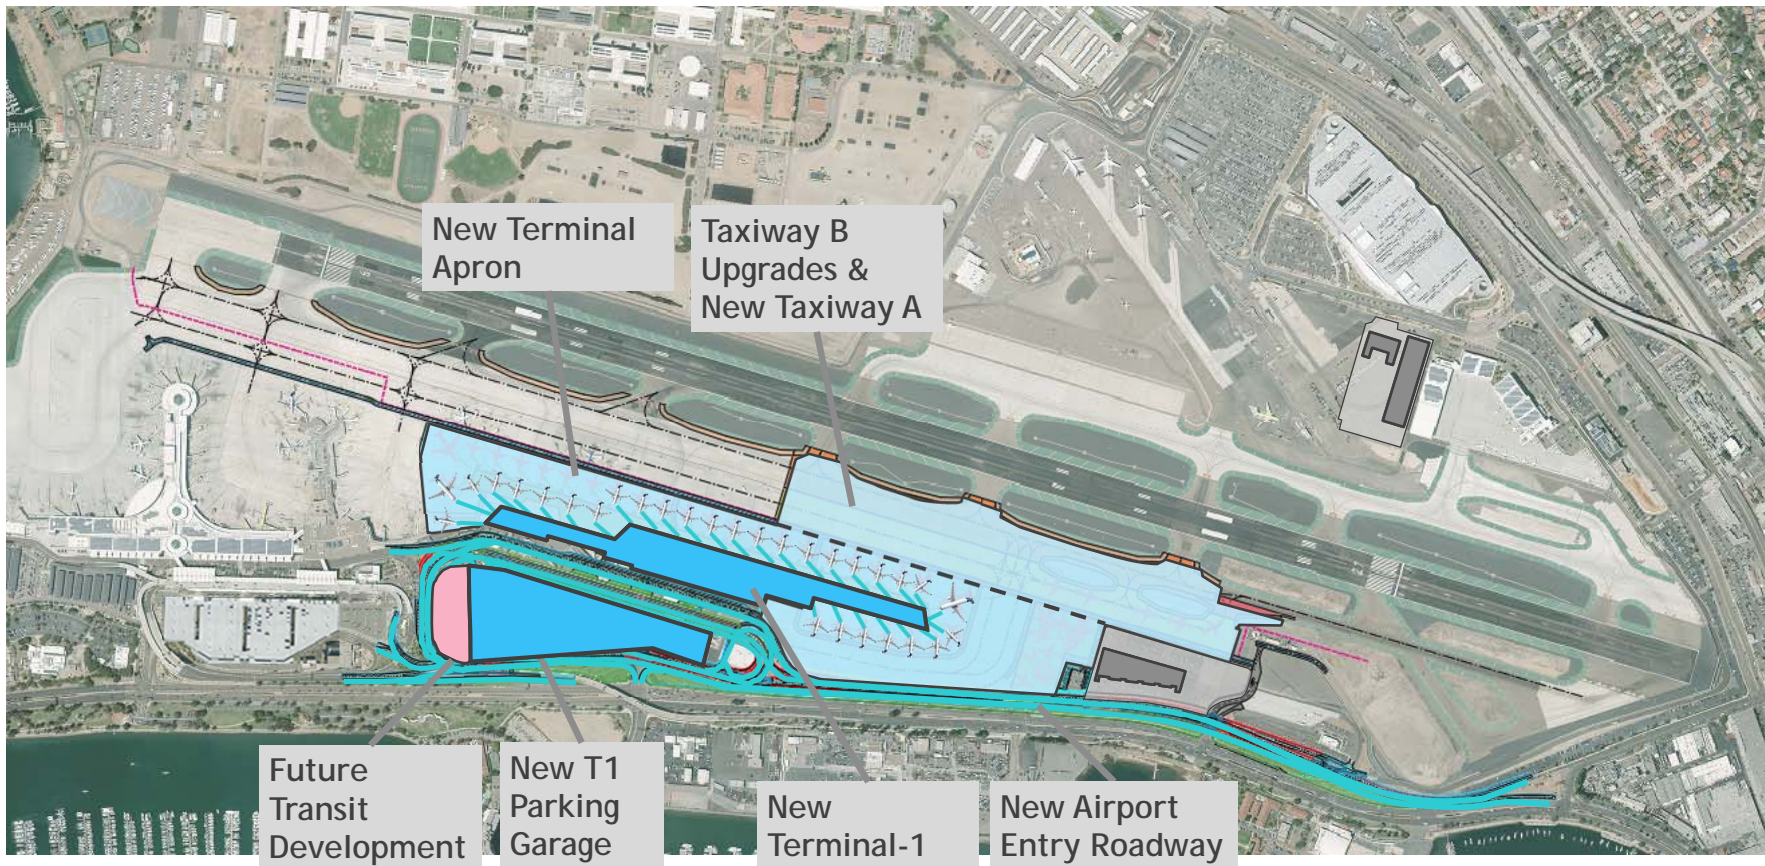 New Terminal
Apron
Taxiway B
Upgrades &
New Taxiway A
Future
Transit
Development
New T1
Parking
Garage
New
Terminal-1
New Airport
Entry Roadway